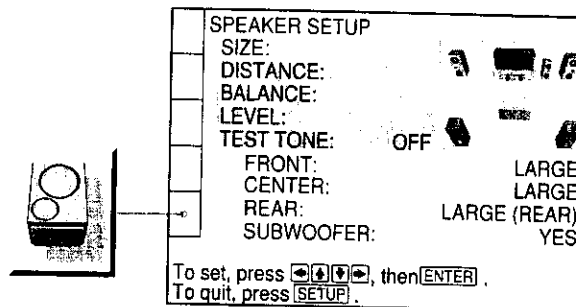 SPEAKER SETUP
SIZE:
DISTANCE:
BALANCE:
LEVEL:
TEST TONE: OFF
FRONT: LARGE
CENTER: LARGE
REAR: LARGE (REAR)
SUBWOOFER: YES
To set, press ←↑↓→, then ENTER .
To quit, press SETUP .